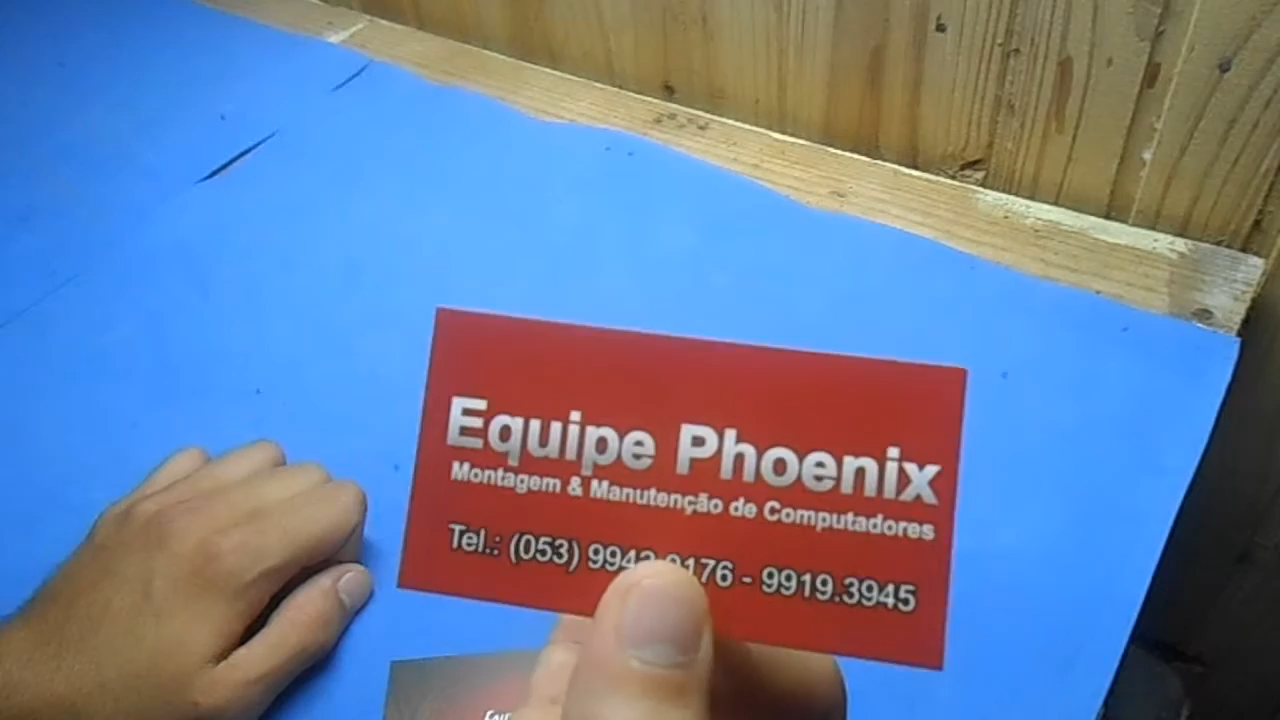 Equipe Phoenix
Montagem & Manutenção de Computadores
Tel.: (053) - 9919.3945